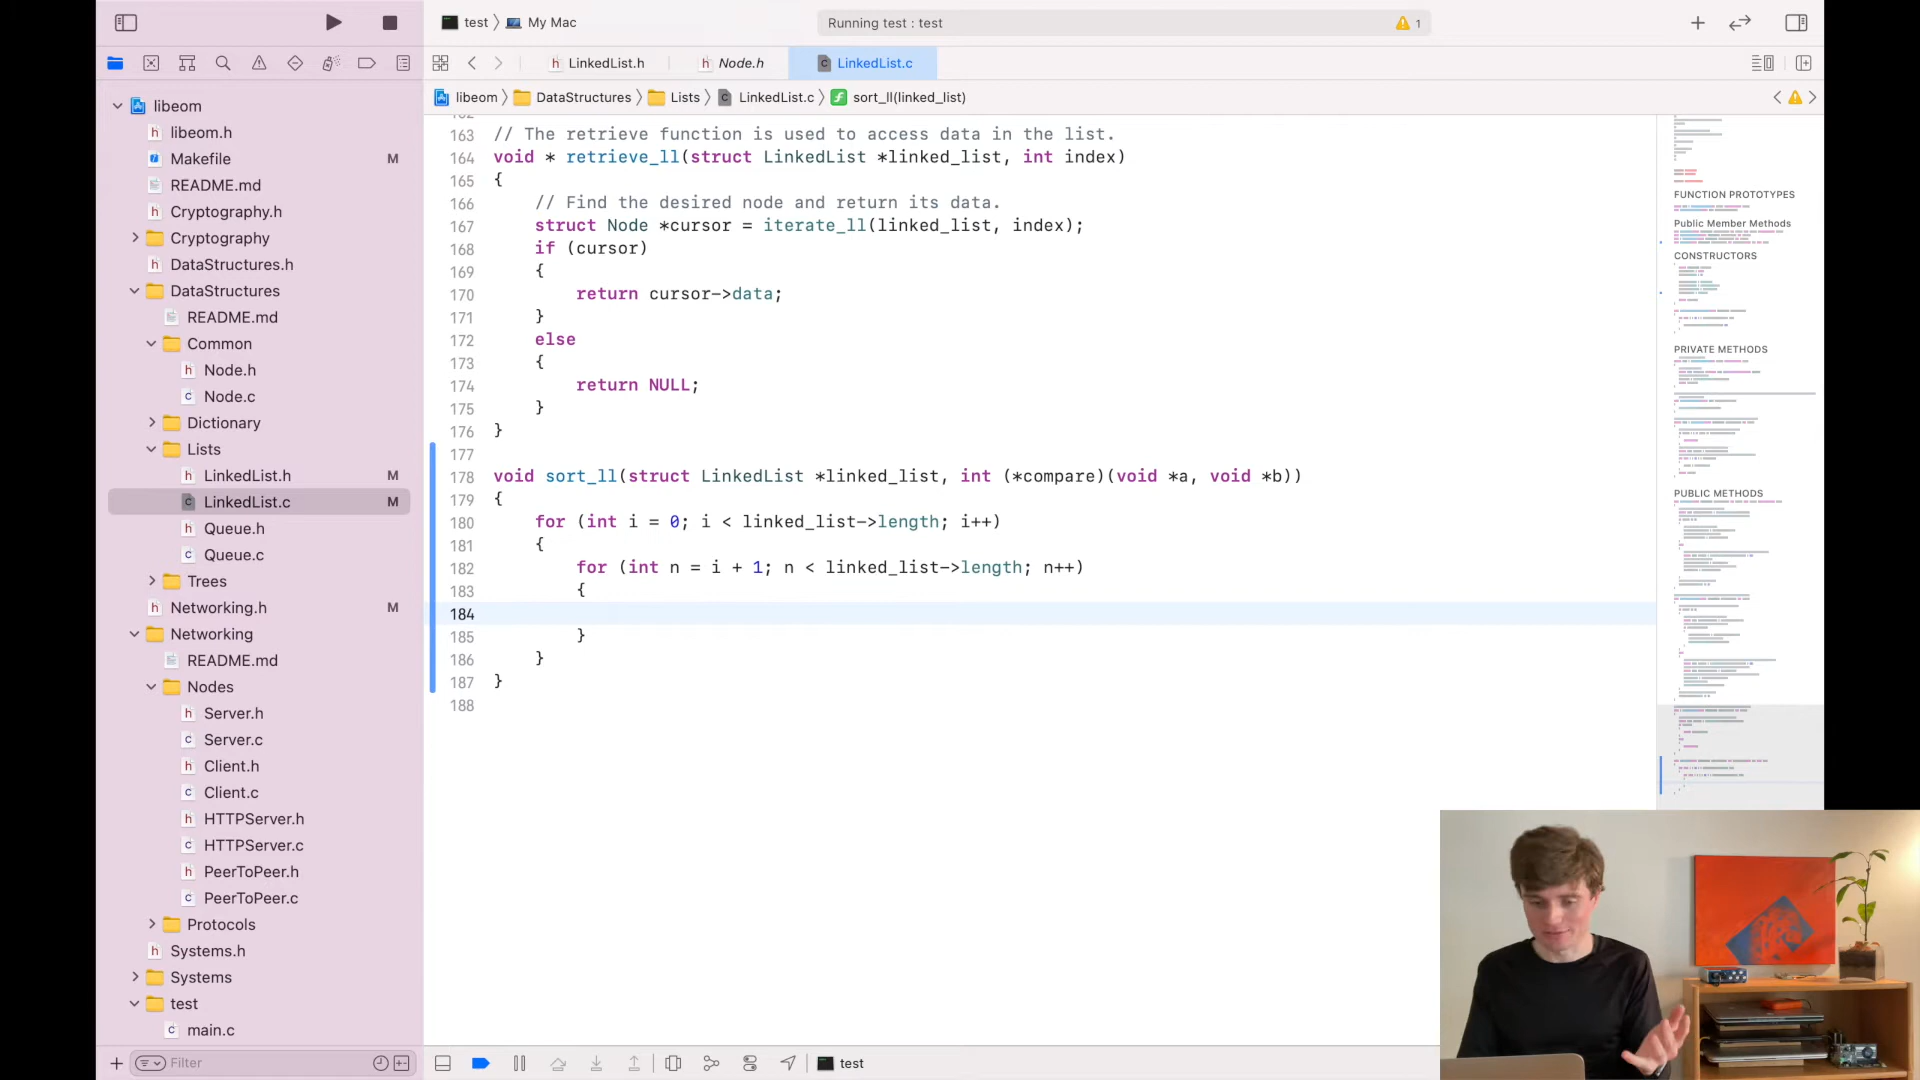 test My Mac
Running test : test 1
LinkedList.h Node.h LinkedList.c
libeom DataStructures Lists LinkedList.c sort_ll(linked_list)
libeom
libeom.h
Makefile M
README.md
Cryptography.h
Cryptography
DataStructures.h
DataStructures
README.md
Common
Node.h
Node.c
Dictionary
Lists
LinkedList.h M
LinkedList.c M
Queue.h
Queue.c
Trees
Networking.h M
Networking
README.md
Nodes
Server.h
Server.c
Client.h
Client.c
HTTPServer.h
HTTPServer.c
PeerToPeer.h
PeerToPeer.c
Protocols
Systems.h
Systems
test
main.c
Filter
163 // The retrieve function is used to access data in the list.
164 void * retrieve_ll(struct LinkedList *linked_list, int index)
165 {
166 // Find the desired node and return its data.
167 struct Node *cursor = iterate_ll(linked_list, index);
168 if (cursor)
169 {
170 return cursor->data;
171 }
172 else
173 {
174 return NULL;
175 }
176 }
177
178 void sort_ll(struct LinkedList *linked_list, int (*compare)(void *a, void *b))
179 {
180 for (int i = 0; i < linked_list->length; i++)
181 {
182 for (int n = i + 1; n < linked_list->length; n++)
183 {
184
185 }
186 }
187 }
188
FUNCTION PROTOTYPES
Public Member Methods
CONSTRUCTORS
PRIVATE METHODS
PUBLIC METHODS
test